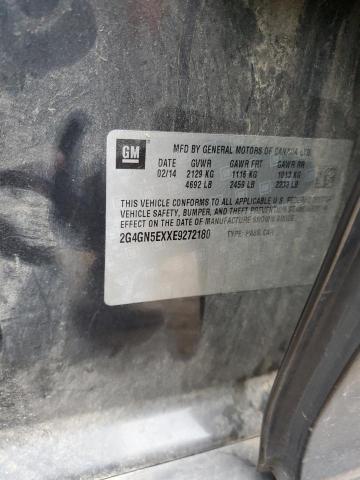 GM
MFD BY GENERAL MOTORS OF CANADA LTD
DATE GVWR GAWR FRT GAWR RR
02/14 2129 KG 1116 KG 1013 KG
4692 LB 2459 LB 2233 LB
THIS VEHICLE CONFORMS TO ALL APPLICABLE U.S. FEDERAL MOTOR
VEHICLE SAFETY, BUMPER, AND THEFT PREVENTION STANDARDS IN
EFFECT ON THE DATE OF MANUFACTURE SHOWN ABOVE
2G4GN5EXXE9272180 TYPE: PASS CAR